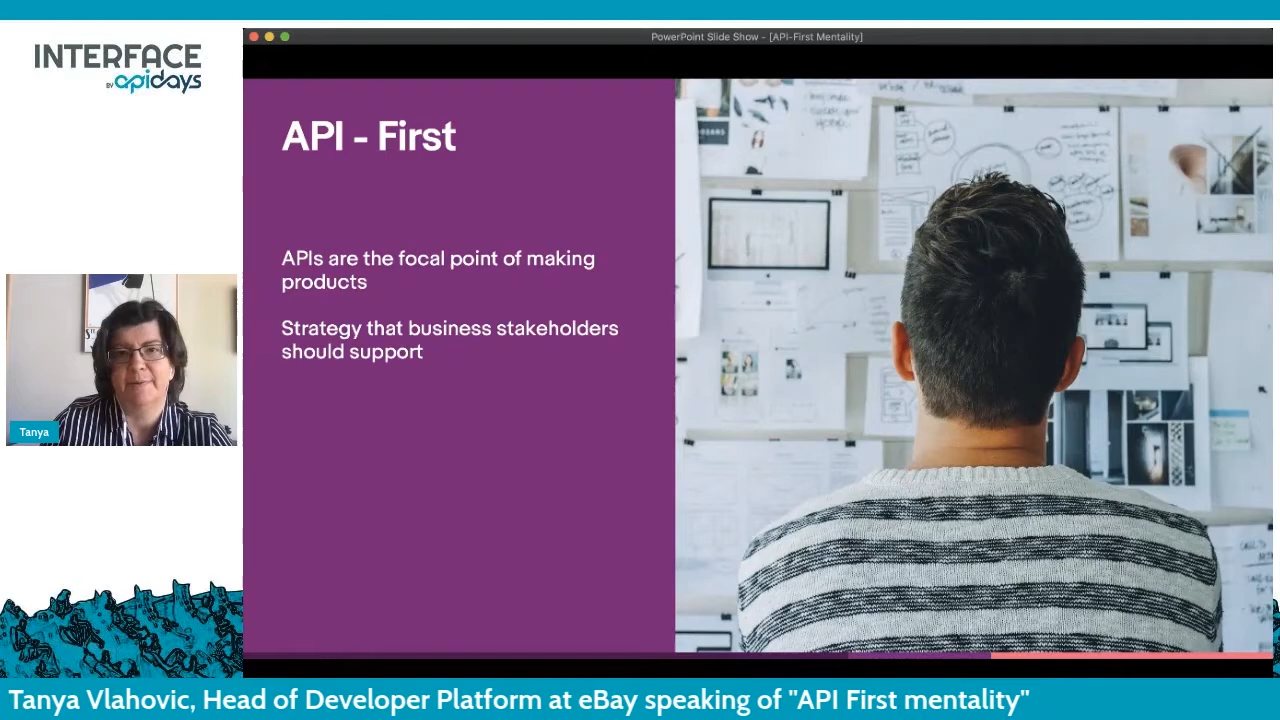 INTERFACE
BY apidays
PowerPoint Slide Show - [API-First Mentality]
API - First
APIs are the focal point of making
products
Strategy that business stakeholders
should support
Tanya
Tanya Vlahovic, Head of Developer Platform at eBay speaking of "API First mentality"